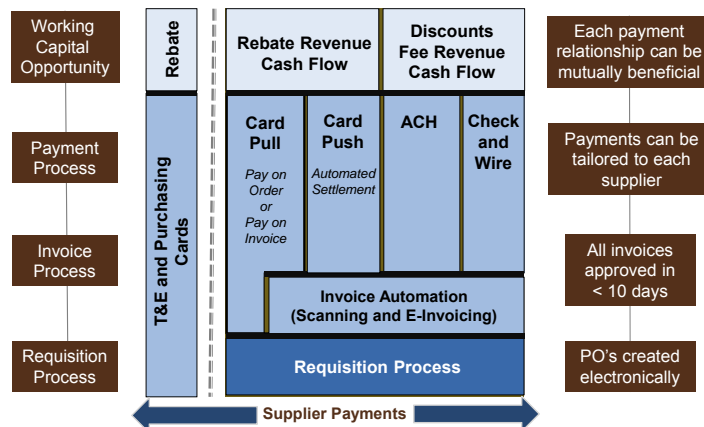 Working
Capital
Opportunity
Payment
Process
Invoice
Process
Requisition
Process
Rebate
T&E and Purchasing
Cards
Rebate Revenue
Cash Flow
Discounts
Fee Revenue
Cash Flow
Card
Pull
Pay on
Order
or
Pay on
Invoice
Card
Push
Automated
Settlement
ACH
Check
and
Wire
Invoice Automation
(Scanning and E-Invoicing)
Requisition Process
Supplier Payments
Each payment
relationship can be
mutually beneficial
Payments can be
tailored to each
supplier
All invoices
approved in
< 10 days
PO's created
electronically